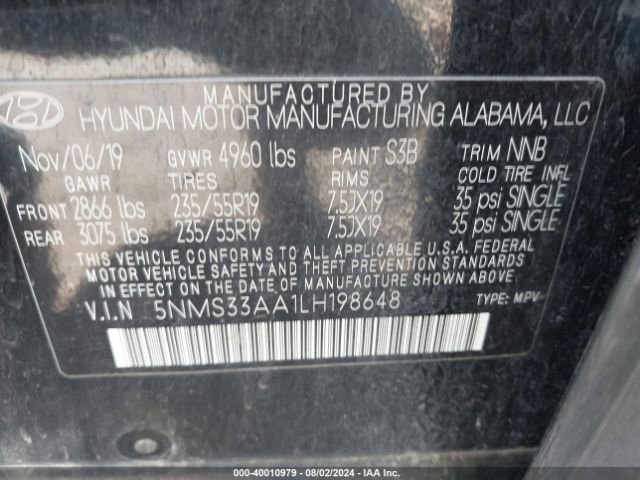 MANUFACTURED BY
HYUNDAI MOTOR MANUFACTURING ALABAMA, LLC
Nov/06/19 GVWR 4960 lbs PAINT S3B TRIM NNB
GAWR TIRES RIMS COLD TIRE INFL
FRONT 2866 lbs 235/55R19 7.5JX19 35 psi SINGLE
REAR 3075 lbs 235/55R19 7.5JX19 35 psi SINGLE
THIS VEHICLE CONFORMS TO ALL APPLICABLE U.S.A. FEDERAL
MOTOR VEHICLE SAFETY AND THEFT PREVENTION STANDARDS
IN EFFECT ON THE DATE OF MANUFACTURE SHOWN ABOVE.
V.I.N 5NMS33AA1LH198648 TYPE: MPV
000-40010979 - 08/02/2024 - IAA Inc.